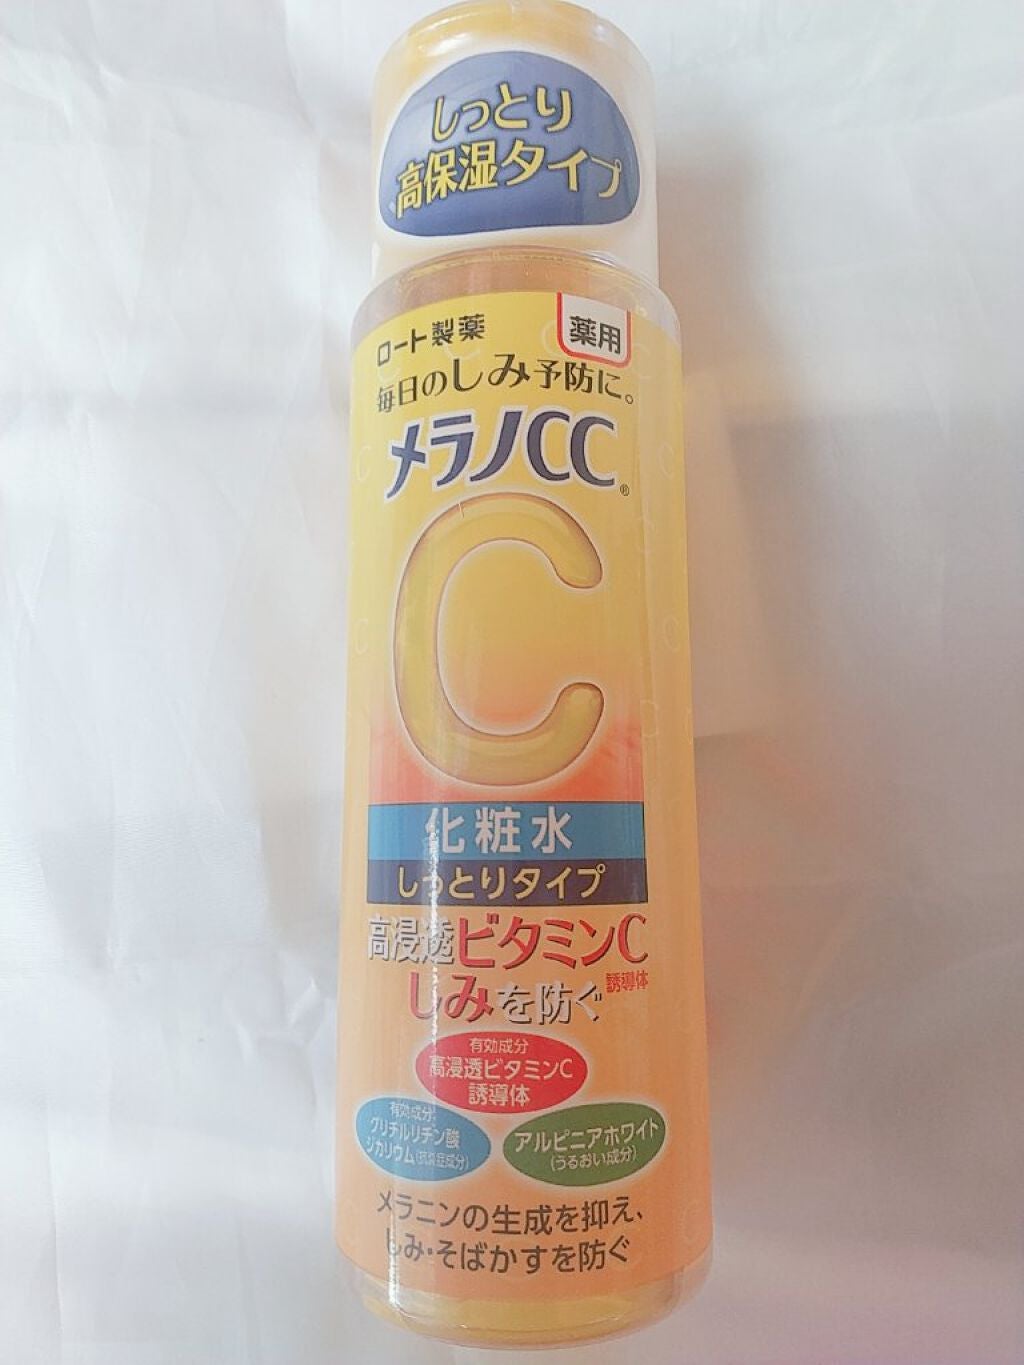 しっとり
高保湿タイプ
ロート製薬
薬用
毎日のしみ予防に。
メラノCC®
C
化粧水
しっとりタイプ
高浸透ビタミンC
誘導体
しみを防ぐ
有効成分
高浸透ビタミンC
誘導体
有効成分:
グリチルリチン酸
ジカリウム(抗炎症成分)
アルピニアホワイト
(うるおい成分)
メラニンの生成を抑え、
しみ・そばかすを防ぐ